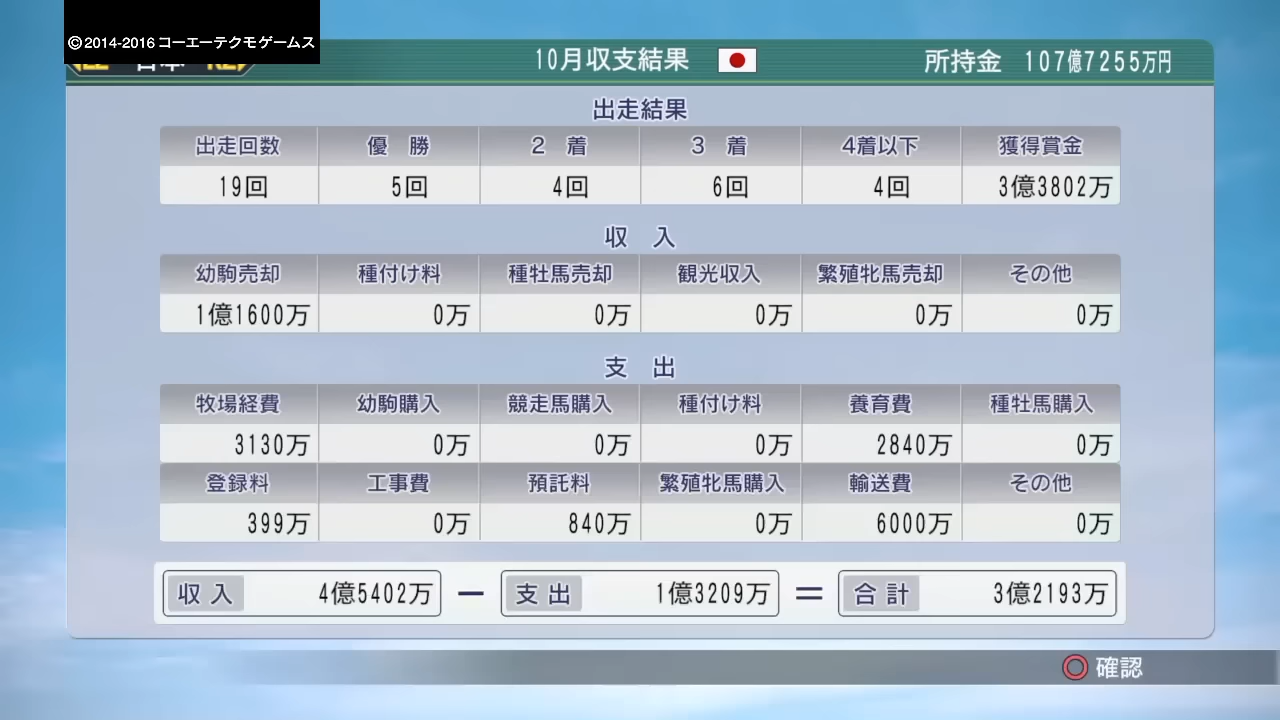 ©2014-2016 コーエーテクモゲームス
L2 日本 R2
10月収支結果
所持金 107億7255万円
出走結果
出走回数 優勝 2着 3着 4着以下 獲得賞金
19回 5回 4回 6回 4回 3億3802万
収入
幼駒売却 種付け料 種牡馬売却 観光収入 繁殖牝馬売却 その他
1億1600万 0万 0万 0万 0万 0万
支出
牧場経費 幼駒購入 競走馬購入 種付け料 養育費 種牡馬購入
3130万 0万 0万 0万 2840万 0万
登録料 工事費 預託料 繁殖牝馬購入 輸送費 その他
399万 0万 840万 0万 6000万 0万
収入 4億5402万 ー 支出 1億3209万 = 合計 3億2193万
確認